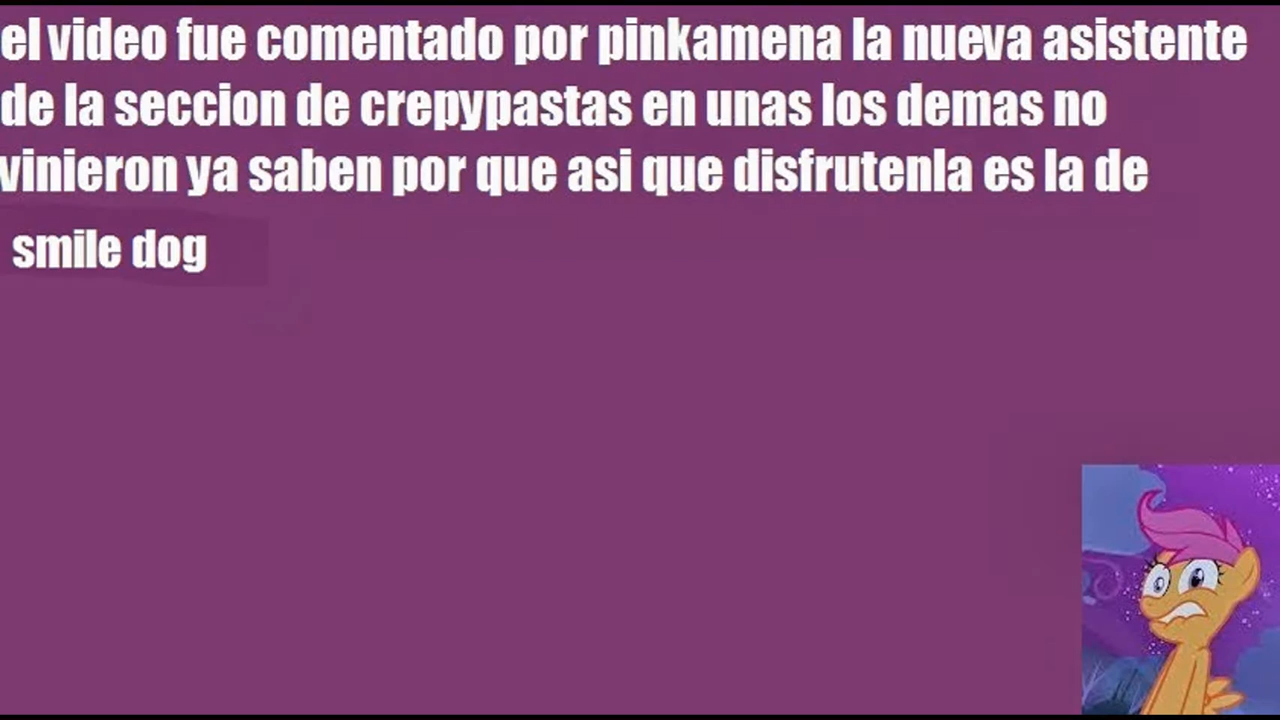 el video fue comentado por pinkamena la nueva asistente
de la seccion de crepypastas en unas los demas no
vinieron ya saben por que asi que disfrutenla es la de
smile dog